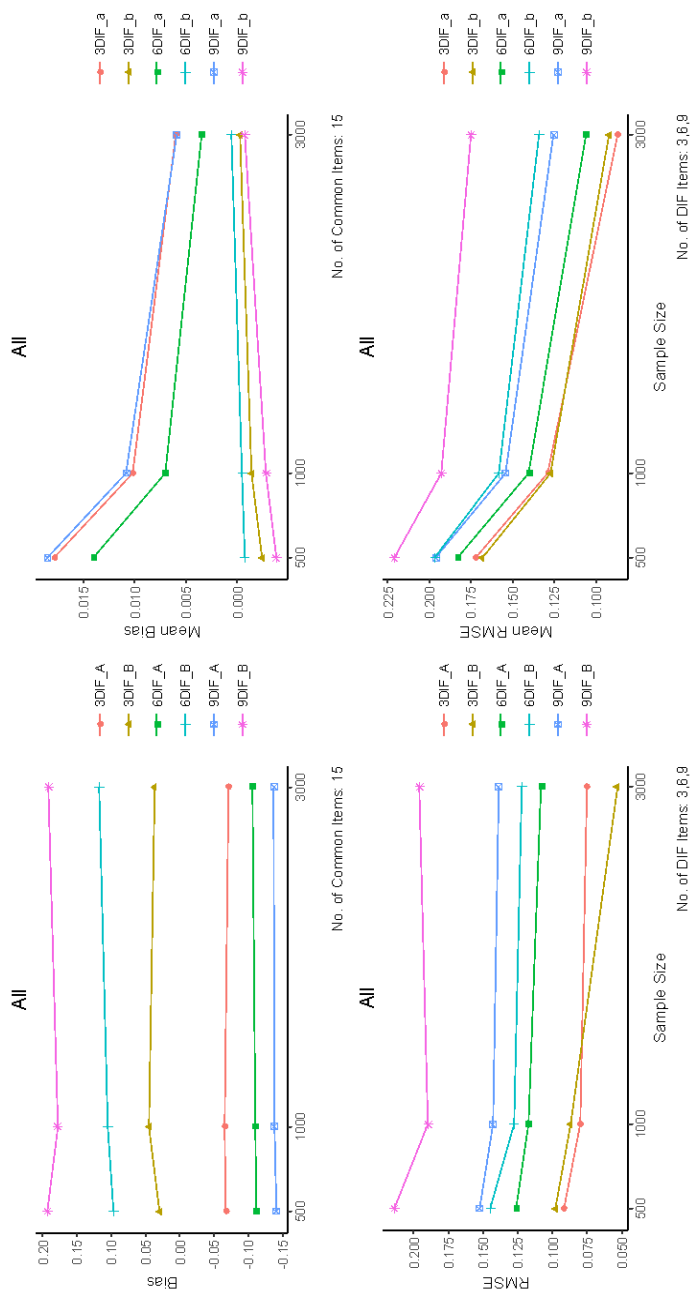 All
0.20
0.15
0.10
0.05
0.00
-0.05
-0.10
-0.15
Bias
500
1000
3000
No. of Common Items: 15
3DIF_A
3DIF_B
6DIF_A
6DIF_B
9DIF_A
9DIF_B
All
0.015
0.010
0.005
0.000
Mean Bias
500
1000
3000
No. of Common Items: 15
3DIF_a
3DIF_b
6DIF_a
6DIF_b
9DIF_a
9DIF_b
All
0.200
0.175
0.150
0.125
0.100
0.075
0.050
RMSE
500
1000
3000
Sample Size
No. of DIF Items: 3,6,9
3DIF_A
3DIF_B
6DIF_A
6DIF_B
9DIF_A
9DIF_B
All
0.225
0.200
0.175
0.150
0.125
0.100
Mean RMSE
500
1000
3000
Sample Size
No. of DIF Items: 3,6,9
3DIF_a
3DIF_b
6DIF_a
6DIF_b
9DIF_a
9DIF_b